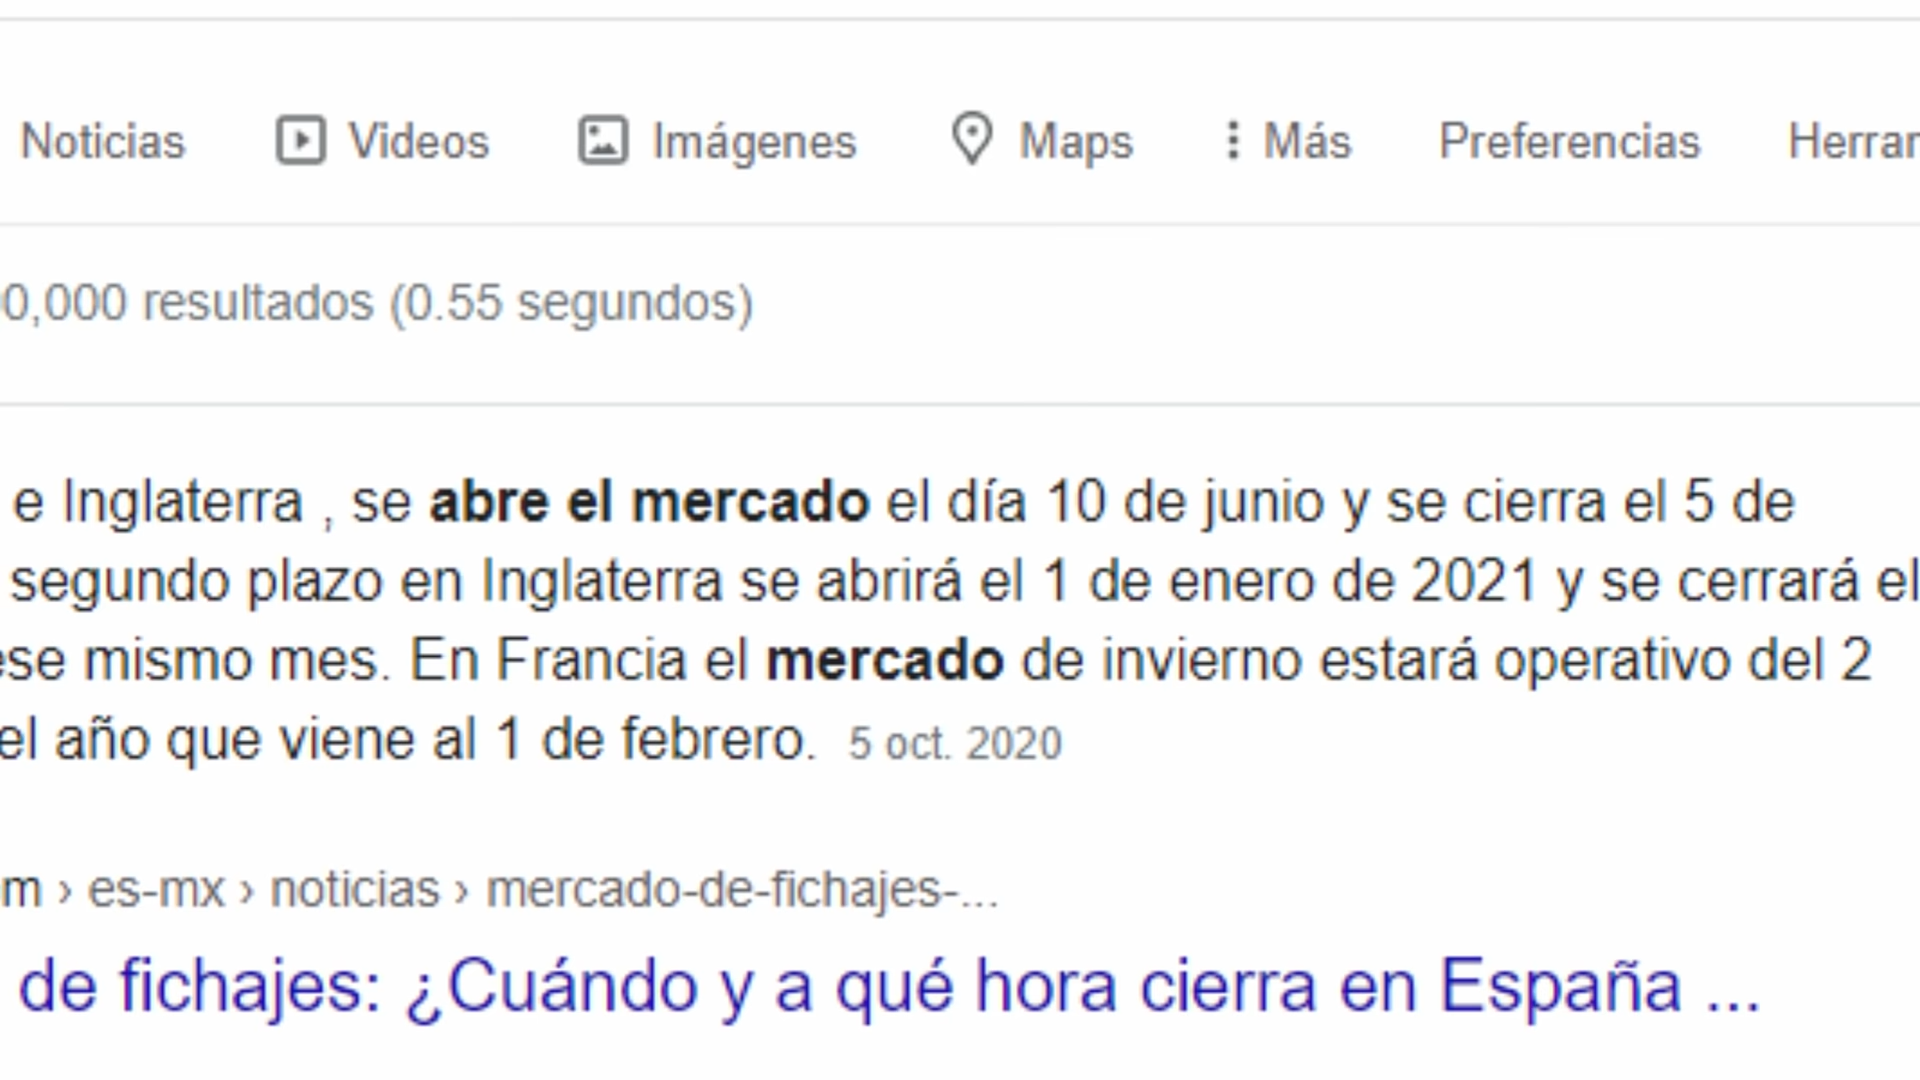 Noticias Videos Imágenes Maps Más Preferencias
0,000 resultados (0.55 segundos)
e Inglaterra , se abre el mercado el día 10 de junio y se cierra el 5 de
segundo plazo en Inglaterra se abrirá el 1 de enero de 2021 y se cerrará el
ese mismo mes. En Francia el mercado de invierno estará operativo del 2
el año que viene al 1 de febrero. 5 oct. 2020
m › es-mx › noticias › mercado-de-fichajes-...
de fichajes: ¿Cuándo y a qué hora cierra en España ...